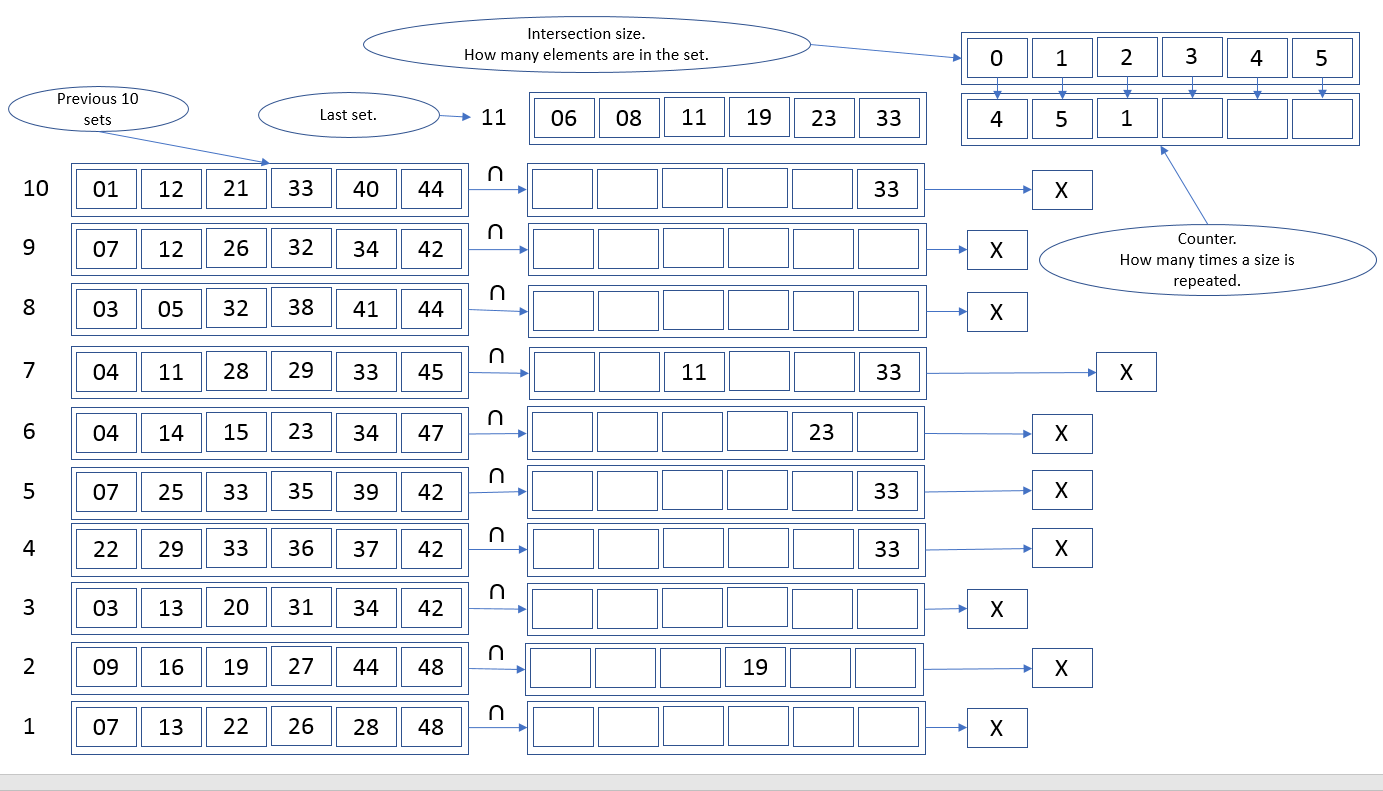 Intersection size.
How many elements are in the set.
0 1 2 3 4 5
Previous 10
sets
Last set.
11 06 08 11 19 23 33
4 5 1
10 01 12 21 33 40 44 ∩ 33 X
9 07 12 26 32 34 42 ∩ X
Counter.
How many times a size is
repeated.
8 03 05 32 38 41 44 ∩ X
7 04 11 28 29 33 45 ∩ 11 33 X
6 04 14 15 23 34 47 ∩ 23 X
5 07 25 33 35 39 42 ∩ 33 X
4 22 29 33 36 37 42 ∩ 33 X
3 03 13 20 31 34 42 ∩ X
2 09 16 19 27 44 48 ∩ 19 X
1 07 13 22 26 28 48 ∩ X